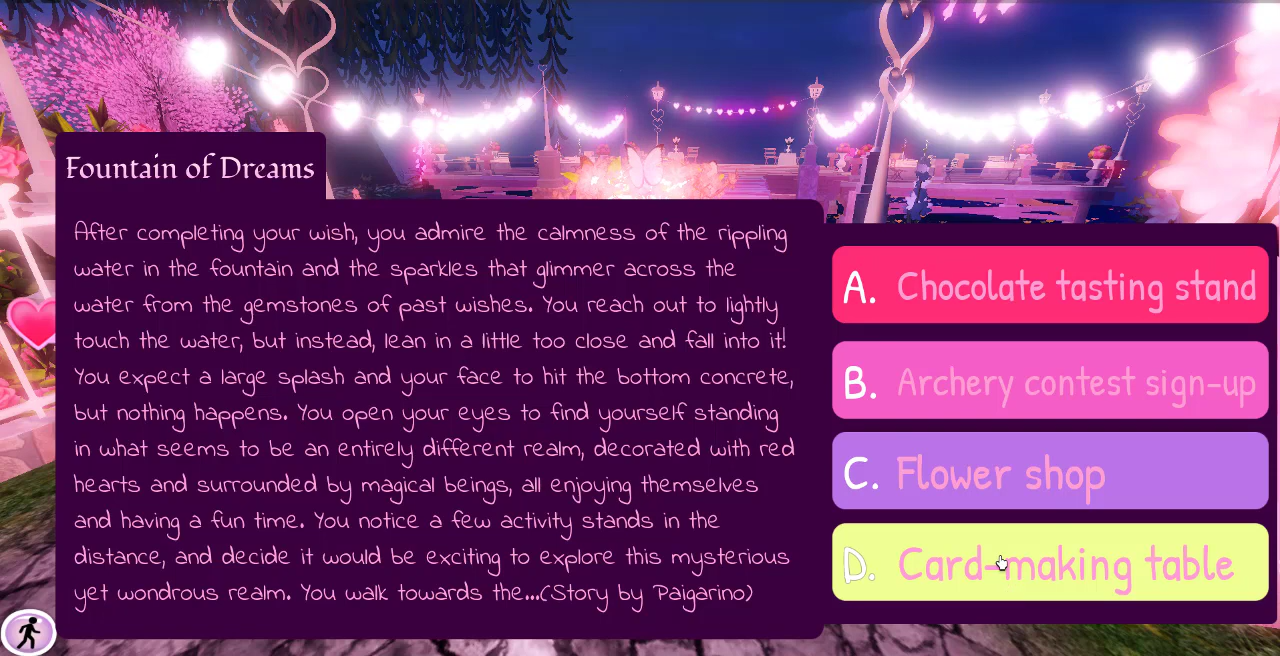 Fountain of Dreams
After completing your wish, you admire the calmness of the rippling
water in the fountain and the sparkles that glimmer across the
water from the gemstones of past wishes. You reach out to lightly
touch the water, but instead, lean in a little too close and fall into it!
You expect a large splash and your face to hit the bottom concrete,
but nothing happens. You open your eyes to find yourself standing
in what seems to be an entirely different realm, decorated with red
hearts and surrounded by magical beings, all enjoying themselves
and having a fun time. You notice a few activity stands in the
distance, and decide it would be exciting to explore this mysterious
yet wondrous realm. You walk towards the...(Story by Paigarino)
A. Chocolate tasting stand
B. Archery contest sign-up
C. Flower shop
D. Card-making table